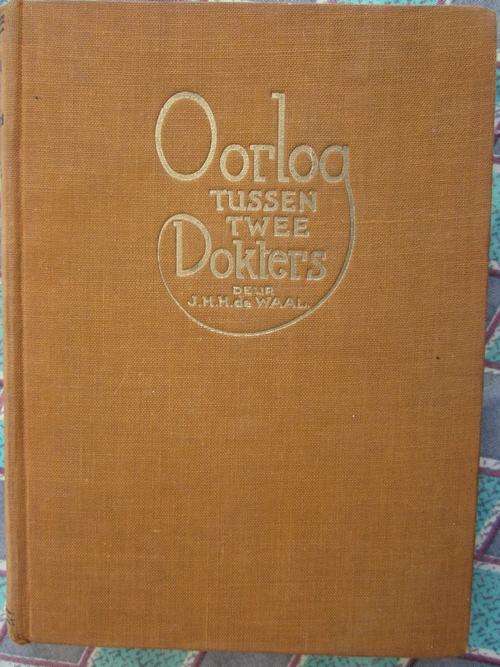 Oorlog
TUSSEN
TWEE
Dokters
DEUR
J.H.H. de WAAL.